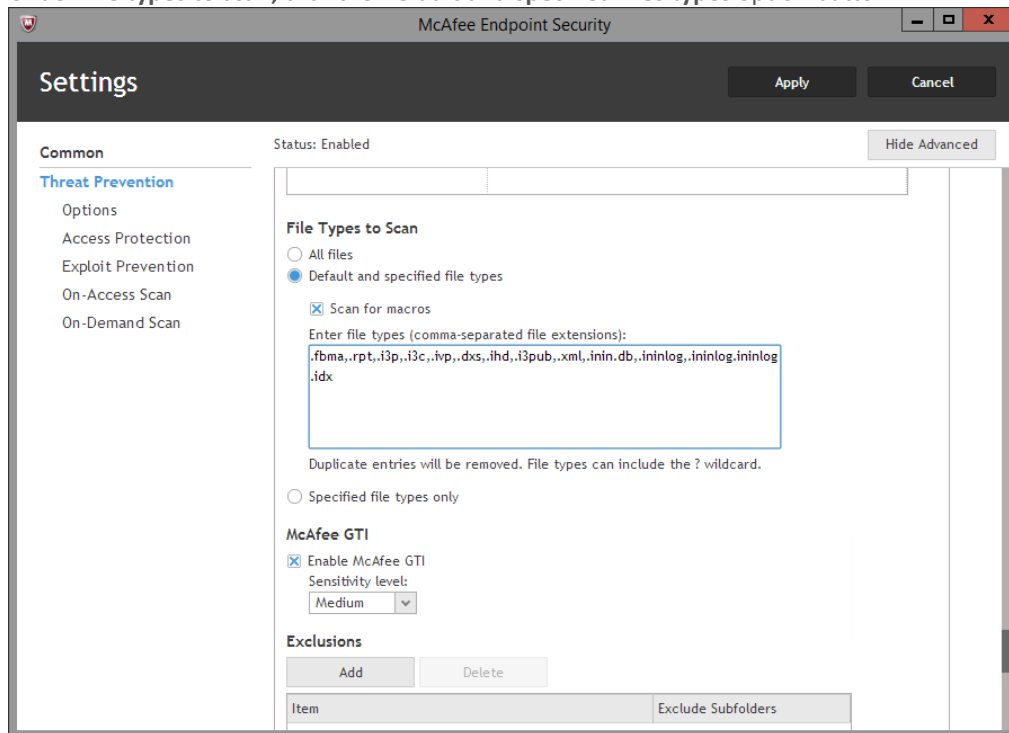 McAfee Endpoint Security
Settings
Apply
Cancel
Common
Status: Enabled
Hide Advanced
Threat Prevention
Options
Access Protection
Exploit Prevention
On-Access Scan
On-Demand Scan
File Types to Scan
All files
Default and specified file types
Scan for macros
Enter file types (comma-separated file extensions):
.fbma,.rpt,.i3p,.i3c,.ivp,.dxs,.ihd,.i3pub,.xml,.inin.db,.ininlog,.ininlog.ininlog
.idx
Duplicate entries will be removed. File types can include the ? wildcard.
Specified file types only
McAfee GTI
Enable McAfee GTI
Sensitivity level:
Medium
Exclusions
Add
Delete
Item
Exclude Subfolders